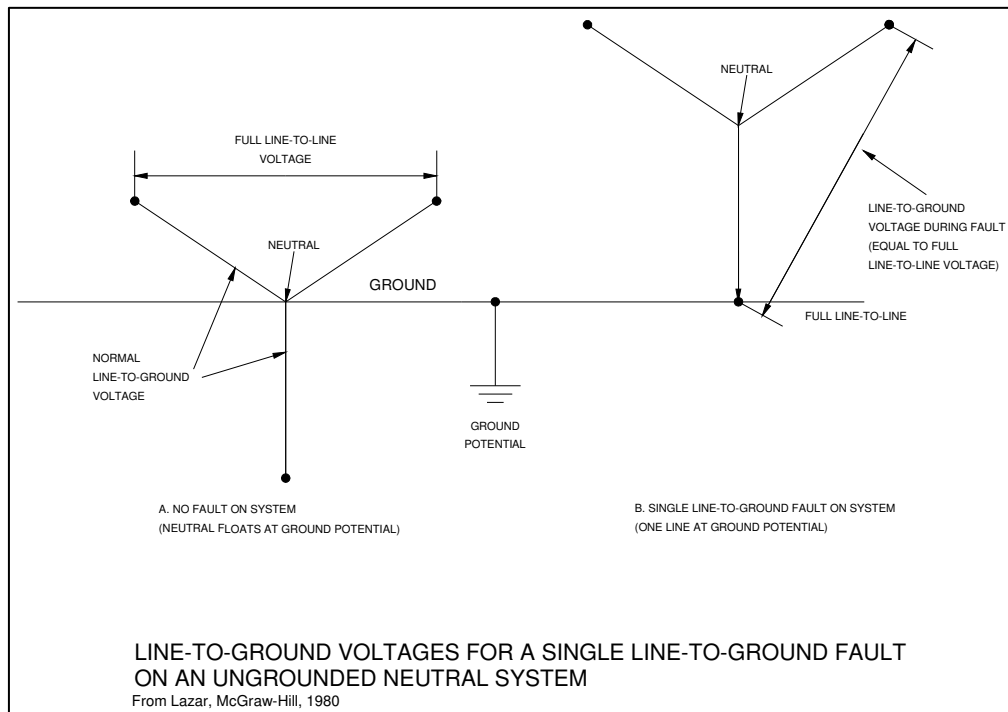 FULL LINE-TO-LINE
VOLTAGE
NEUTRAL
GROUND
NORMAL
LINE-TO-GROUND
VOLTAGE
A. NO FAULT ON SYSTEM
(NEUTRAL FLOATS AT GROUND POTENTIAL)
GROUND
POTENTIAL
NEUTRAL
LINE-TO-GROUND
VOLTAGE DURING FAULT
(EQUAL TO FULL
LINE-TO-LINE VOLTAGE)
FULL LINE-TO-LINE
B. SINGLE LINE-TO-GROUND FAULT ON SYSTEM
(ONE LINE AT GROUND POTENTIAL)
LINE-TO-GROUND VOLTAGES FOR A SINGLE LINE-TO-GROUND FAULT
ON AN UNGROUNDED NEUTRAL SYSTEM
From Lazar, McGraw-Hill, 1980